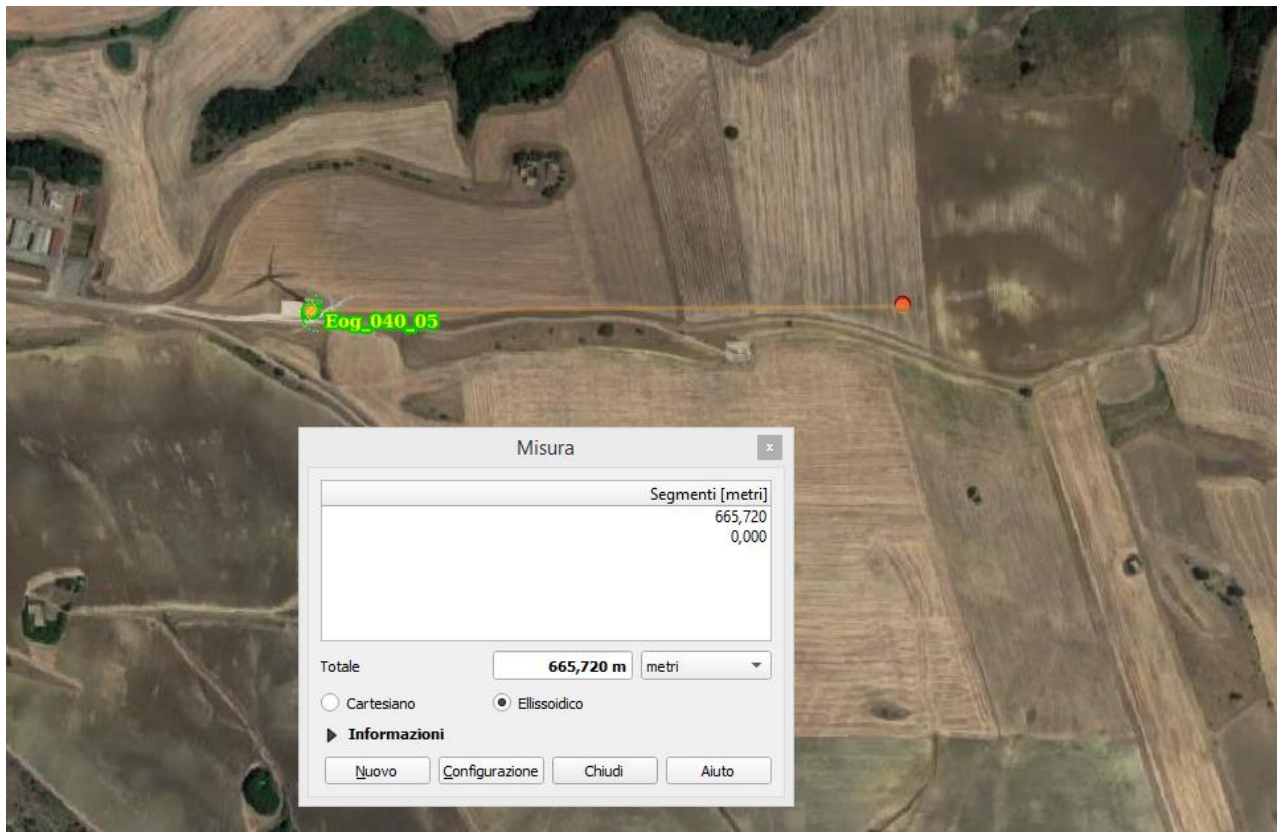 Eog_040_05
Misura
x
Segmenti [metri]
665,720
0,000
Totale 665,720 m metri
Cartesiano Ellissoidico
Informazioni
Nuovo Configurazione Chiudi Aiuto